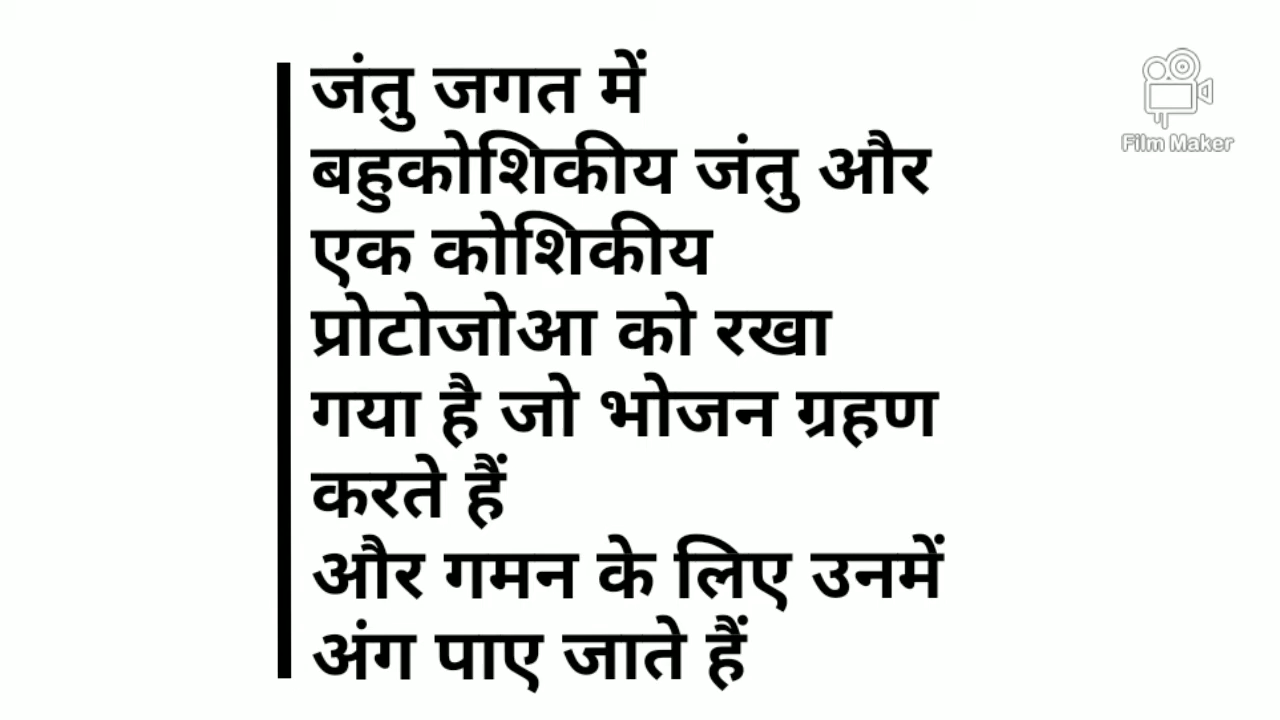 जंतु जगत में
बहुकोशिकीय जंतु और
एक कोशिकीय
प्रोटोजोआ को रखा
गया है जो भोजन ग्रहण
करते हैं
और गमन के लिए उनमें
अंग पाए जाते हैं
Film Maker